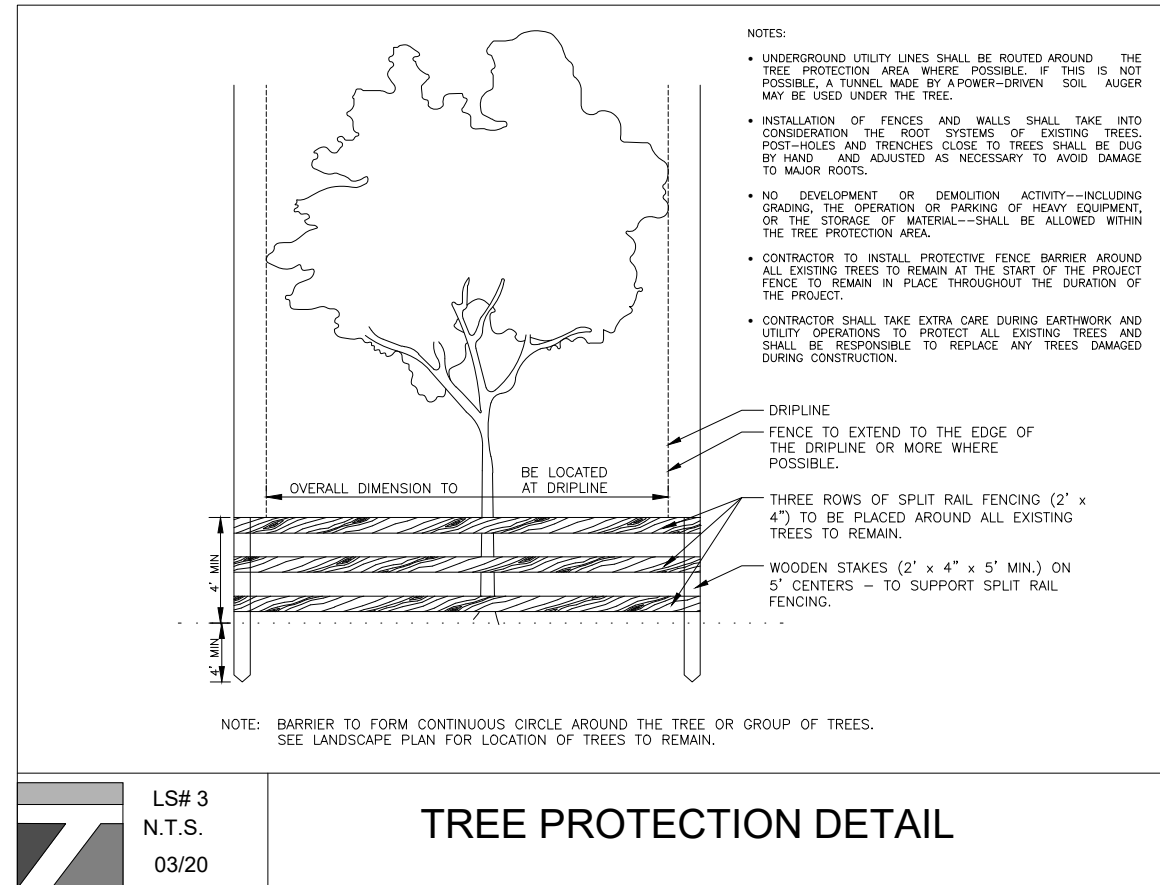 NOTES:
• UNDERGROUND UTILITY LINES SHALL BE ROUTED AROUND THE
TREE PROTECTION AREA WHERE POSSIBLE. IF THIS IS NOT
POSSIBLE, A TUNNEL MADE BY A POWER-DRIVEN SOIL AUGER
MAY BE USED UNDER THE TREE.
• INSTALLATION OF FENCES AND WALLS SHALL TAKE INTO
CONSIDERATION THE ROOT SYSTEMS OF EXISTING TREES.
POST-HOLES AND TRENCHES CLOSE TO TREES SHALL BE DUG
BY HAND AND ADJUSTED AS NECESSARY TO AVOID DAMAGE
TO MAJOR ROOTS.
• NO DEVELOPMENT OR DEMOLITION ACTIVITY--INCLUDING
GRADING, THE OPERATION OR PARKING OF HEAVY EQUIPMENT,
OR THE STORAGE OF MATERIAL--SHALL BE ALLOWED WITHIN
THE TREE PROTECTION AREA.
• CONTRACTOR TO INSTALL PROTECTIVE FENCE BARRIER AROUND
ALL EXISTING TREES TO REMAIN AT THE START OF THE PROJECT
FENCE TO REMAIN IN PLACE THROUGHOUT THE DURATION OF
THE PROJECT.
• CONTRACTOR SHALL TAKE EXTRA CARE DURING EARTHWORK AND
UTILITY OPERATIONS TO PROTECT ALL EXISTING TREES AND
SHALL BE RESPONSIBLE TO REPLACE ANY TREES DAMAGED
DURING CONSTRUCTION.
DRIPLINE
FENCE TO EXTEND TO THE EDGE OF
THE DRIPLINE OR MORE WHERE
POSSIBLE.
OVERALL DIMENSION TO
BE LOCATED
AT DRIPLINE
THREE ROWS OF SPLIT RAIL FENCING (2' x
4") TO BE PLACED AROUND ALL EXISTING
TREES TO REMAIN.
WOODEN STAKES (2' x 4" x 5' MIN.) ON
5' CENTERS - TO SUPPORT SPLIT RAIL
FENCING.
4' MIN
4' MIN
NOTE: BARRIER TO FORM CONTINUOUS CIRCLE AROUND THE TREE OR GROUP OF TREES.
SEE LANDSCAPE PLAN FOR LOCATION OF TREES TO REMAIN.
LS# 3
N.T.S.
03/20
TREE PROTECTION DETAIL